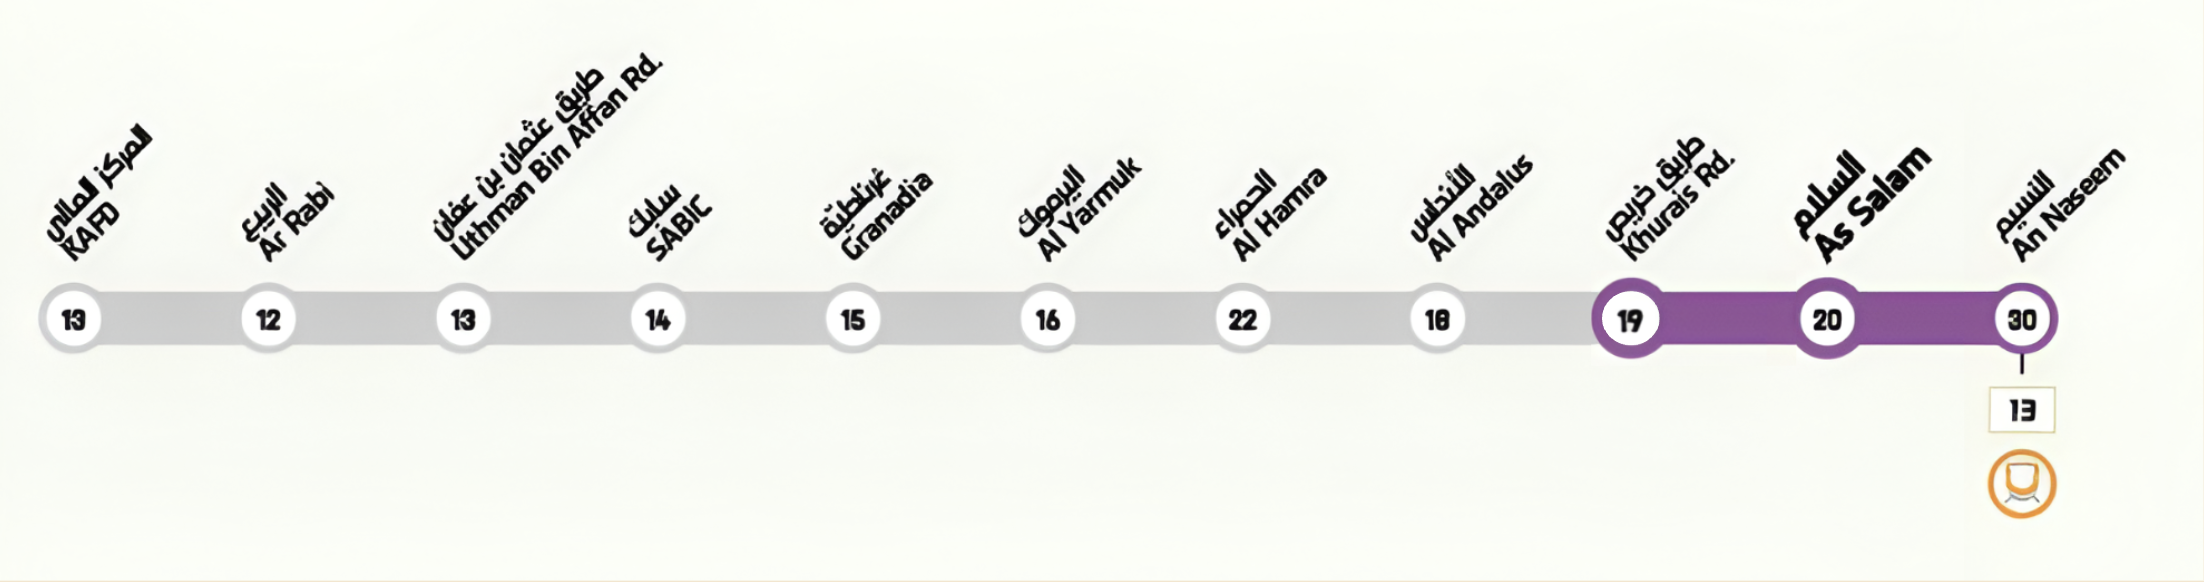 المركز المالي
KAFD
الربيع
Ar Rabi
طريق عثمان بن عفان
Uthman Bin Affan Rd.
سابك
SABIC
غرناطة
Granadia
اليرموك
Al Yarmuk
الحمراء
Al Hamra
الأندلس
Al Andalus
طريق خريص
Khurais Rd.
السلام
As Salam
النسيم
An Naseem
13
12
13
14
15
16
22
18
19
20
30
13